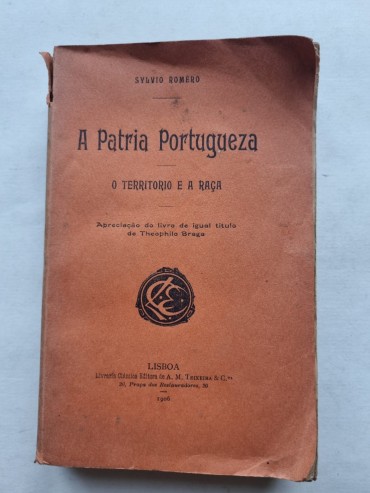 SYLVIO ROMERO
A Patria Portugueza
O TERRITORIO E A RAÇA
Apreciação do livro de igual titulo
de Theophilo Braga
LISBOA
Livraria Clássica Editora de A. M. TEIXEIRA & C.ta
20, Praça dos Restauradores, 20
1906